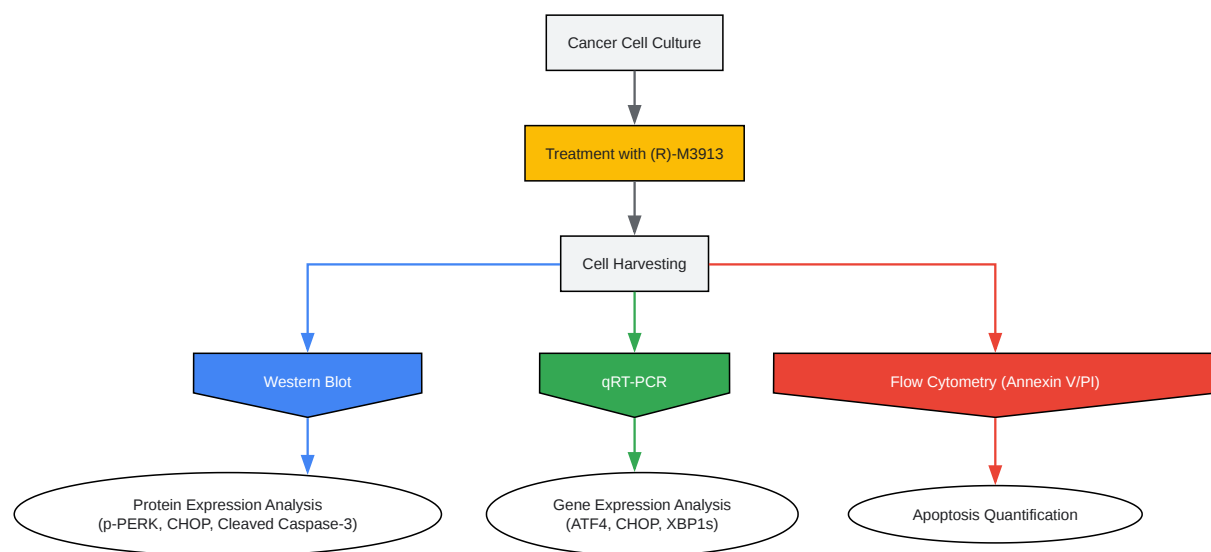 Cancer Cell Culture
Treatment with (R)-M3913
Cell Harvesting
Western Blot
qRT-PCR
Flow Cytometry (Annexin V/PI)
Protein Expression Analysis
(p-PERK, CHOP, Cleaved Caspase-3)
Gene Expression Analysis
(ATF4, CHOP, XBP1s)
Apoptosis Quantification